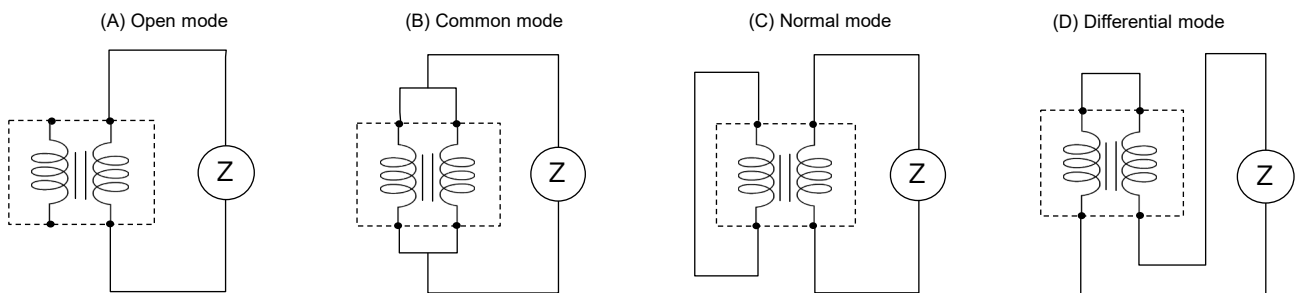 (A) Open mode
(B) Common mode
(C) Normal mode
(D) Differential mode
Z
Z
Z
Z